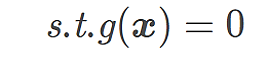 s.t.g(x) = 0